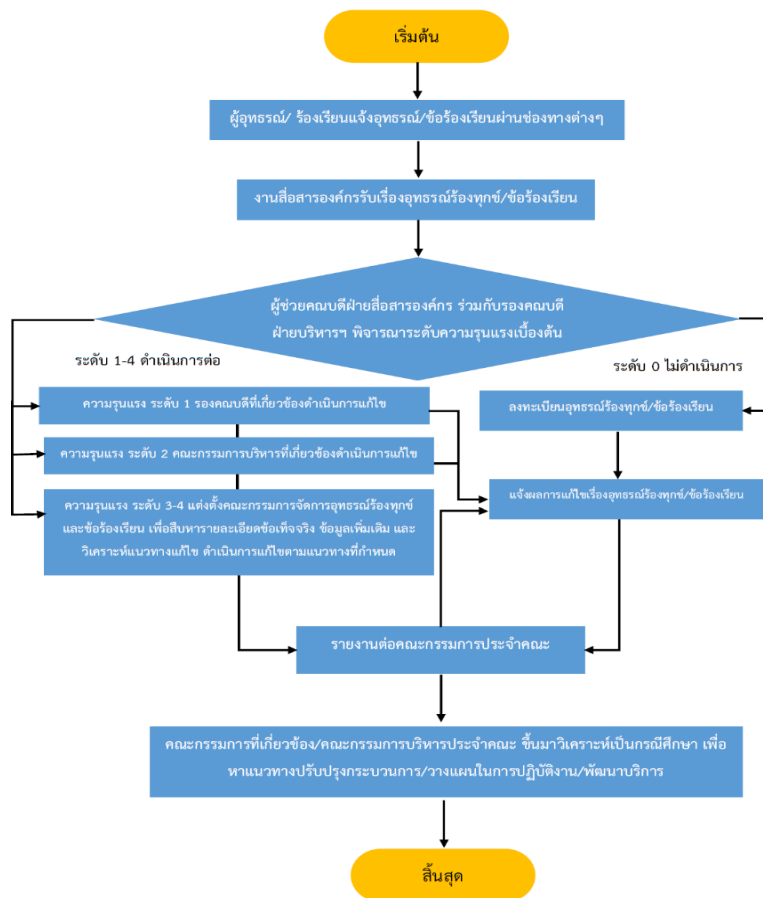 เริ่มต้น
ผู้อุทธรณ์/ ร้องเรียนแจ้งอุทธรณ์/ข้อร้องเรียนผ่านช่องทางต่างๆ
งานสื่อสารองค์กรรับเรื่องอุทธรณ์ร้องทุกข์/ข้อร้องเรียน
ผู้ช่วยคณบดีฝ่ายสื่อสารองค์กร ร่วมกับรองคณบดี
ฝ่ายบริหารฯ พิจารณาระดับความรุนแรงเบื้องต้น
ระดับ 1-4 ดำเนินการต่อ
ระดับ 0 ไม่ดำเนินการ
ความรุนแรง ระดับ 1 รองคณบดีที่เกี่ยวข้องดำเนินการแก้ไข
ลงทะเบียนอุทธรณ์ร้องทุกข์/ข้อร้องเรียน
ความรุนแรง ระดับ 2 คณะกรรมการบริหารที่เกี่ยวข้องดำเนินการแก้ไข
แจ้งผลการแก้ไขเรื่องอุทธรณ์ร้องทุกข์/ข้อร้องเรียน
ความรุนแรง ระดับ 3-4 แต่งตั้งคณะกรรมการจัดการอุทธรณ์ร้องทุกข์
และข้อร้องเรียน เพื่อสืบหารายละเอียดข้อเท็จจริง ข้อมูลเพิ่มเติม และ
วิเคราะห์แนวทางแก้ไข ดำเนินการแก้ไขตามแนวทางที่กำหนด
รายงานต่อคณะกรรมการประจำคณะ
คณะกรรมการที่เกี่ยวข้อง/คณะกรรมการบริหารประจำคณะ ขึ้นมาวิเคราะห์เป็นกรณีศึกษา เพื่อ
หาแนวทางปรับปรุงกระบวนการ/วางแผนในการปฏิบัติงาน/พัฒนาบริการ
สิ้นสุด